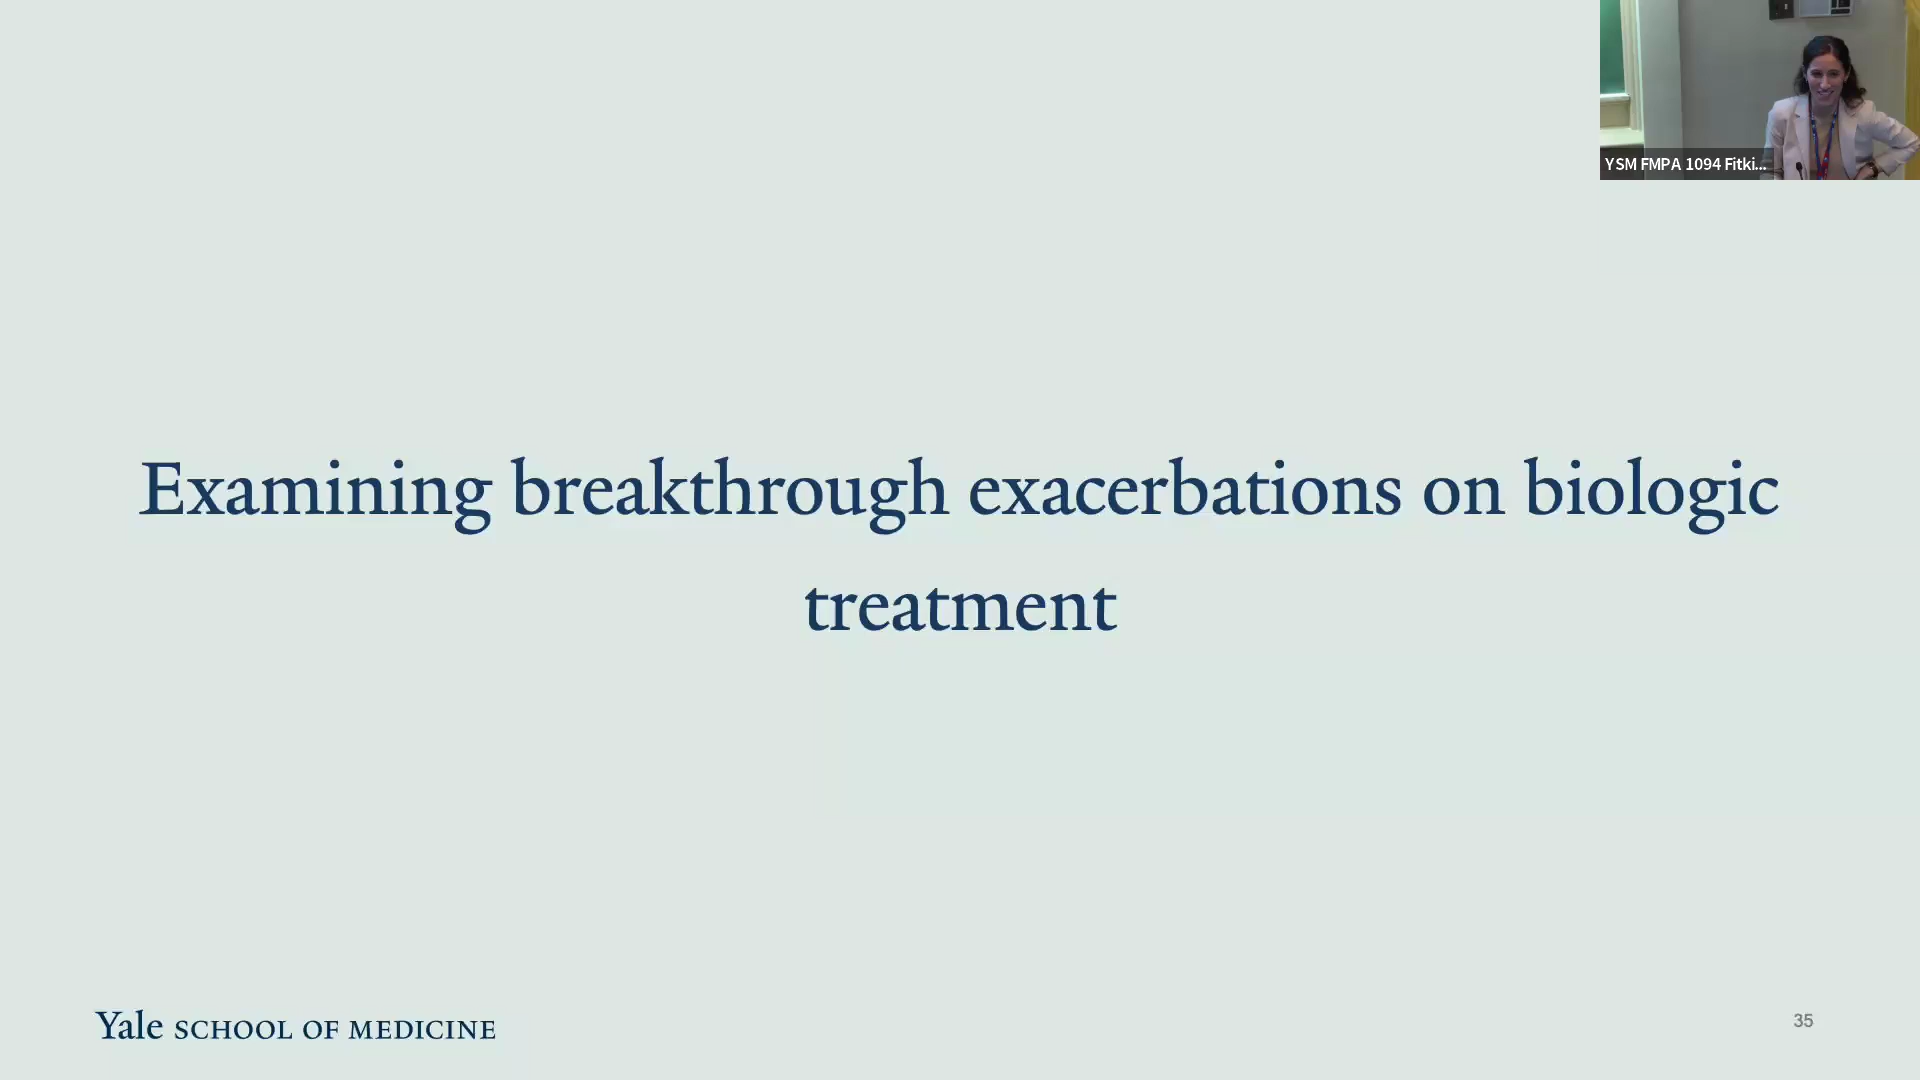 YSM FMPA 1094 Fitki...
Examining breakthrough exacerbations on biologic
treatment
Yale SCHOOL OF MEDICINE
35